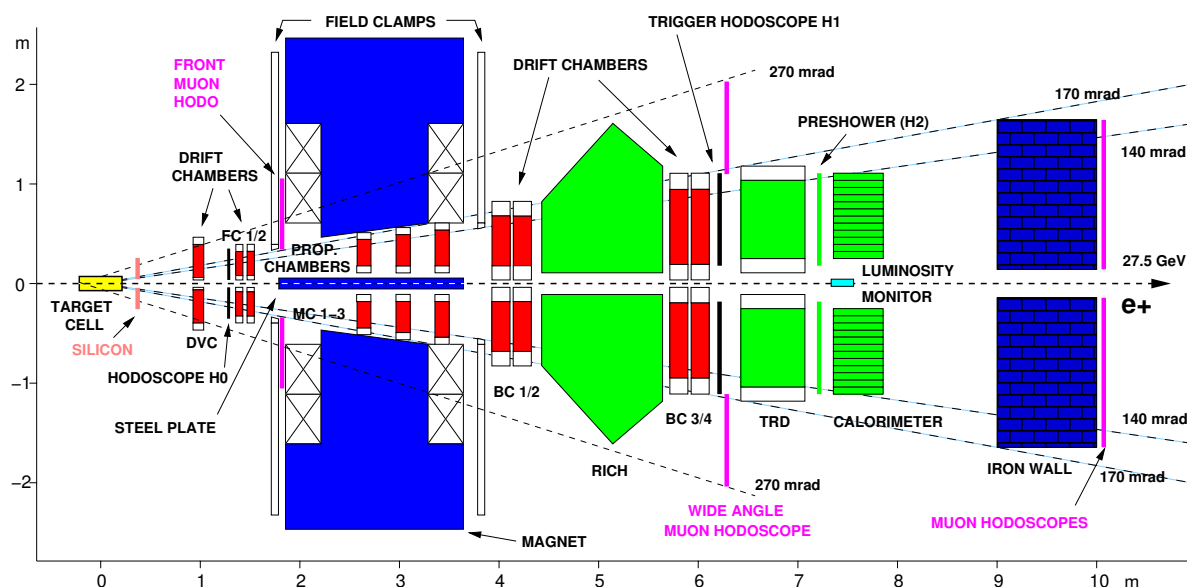 m
2
1
0
−1
−2
FIELD CLAMPS
TRIGGER HODOSCOPE H1
FRONT
MUON
HODO
DRIFT CHAMBERS
270 mrad
170 mrad
PRESHOWER (H2)
140 mrad
DRIFT
CHAMBERS
FC 1/2
PROP.
CHAMBERS
LUMINOSITY
MONITOR
27.5 GeV
e+
TARGET
CELL
SILICON
DVC
MC 1−3
HODOSCOPE H0
STEEL PLATE
BC 1/2
BC 3/4
TRD
CALORIMETER
140 mrad
RICH
IRON WALL
170 mrad
270 mrad
WIDE ANGLE
MUON HODOSCOPE
MUON HODOSCOPES
MAGNET
0 1 2 3 4 5 6 7 8 9 10 m